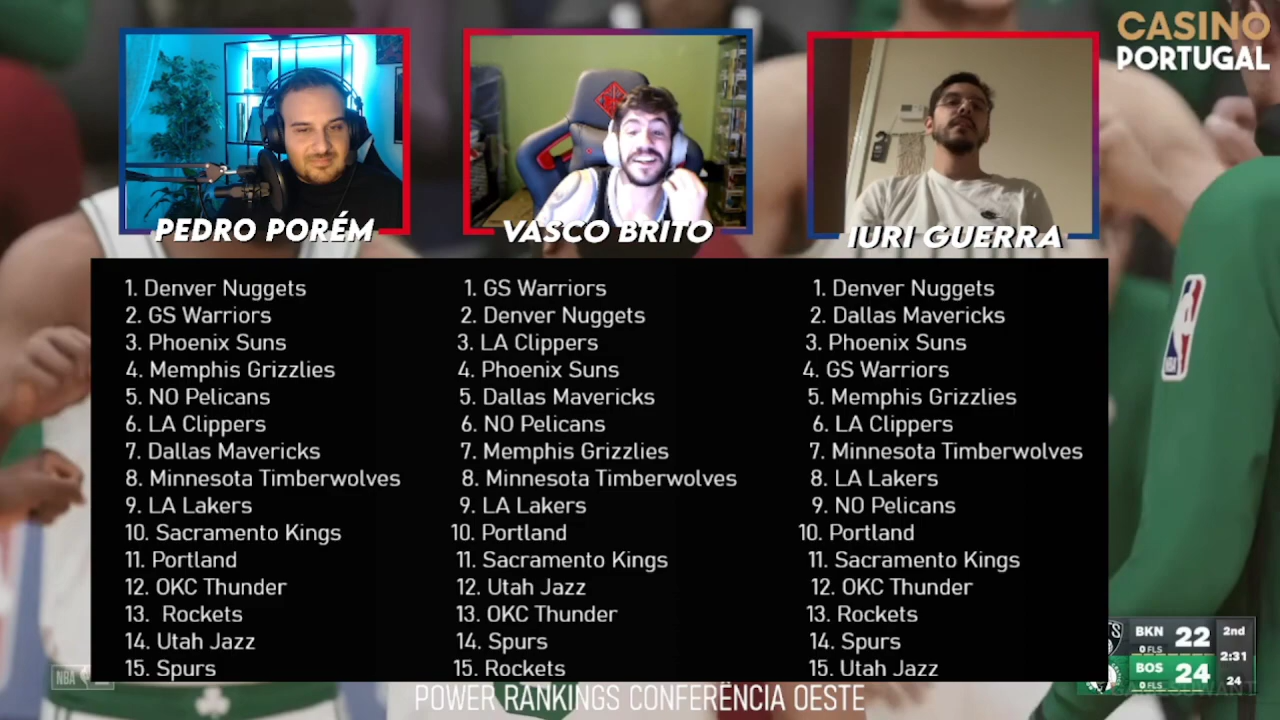 CASINO
PORTUGAL
PEDRO PORÉM
VASCO BRITO
IURI GUERRA
1. Denver Nuggets
2. GS Warriors
3. Phoenix Suns
4. Memphis Grizzlies
5. NO Pelicans
6. LA Clippers
7. Dallas Mavericks
8. Minnesota Timberwolves
9. LA Lakers
10. Sacramento Kings
11. Portland
12. OKC Thunder
13. Rockets
14. Utah Jazz
15. Spurs
1. GS Warriors
2. Denver Nuggets
3. LA Clippers
4. Phoenix Suns
5. Dallas Mavericks
6. NO Pelicans
7. Memphis Grizzlies
8. Minnesota Timberwolves
9. LA Lakers
10. Portland
11. Sacramento Kings
12. Utah Jazz
13. OKC Thunder
14. Spurs
15. Rockets
1. Denver Nuggets
2. Dallas Mavericks
3. Phoenix Suns
4. GS Warriors
5. Memphis Grizzlies
6. LA Clippers
7. Minnesota Timberwolves
8. LA Lakers
9. NO Pelicans
10. Portland
11. Sacramento Kings
12. OKC Thunder
13. Rockets
14. Spurs
15. Utah Jazz
NBA
BKN 22 2nd
0 FLS
2:31
BOS 24 24
0 FLS
NBA
POWER RANKINGS CONFERÊNCIA OESTE